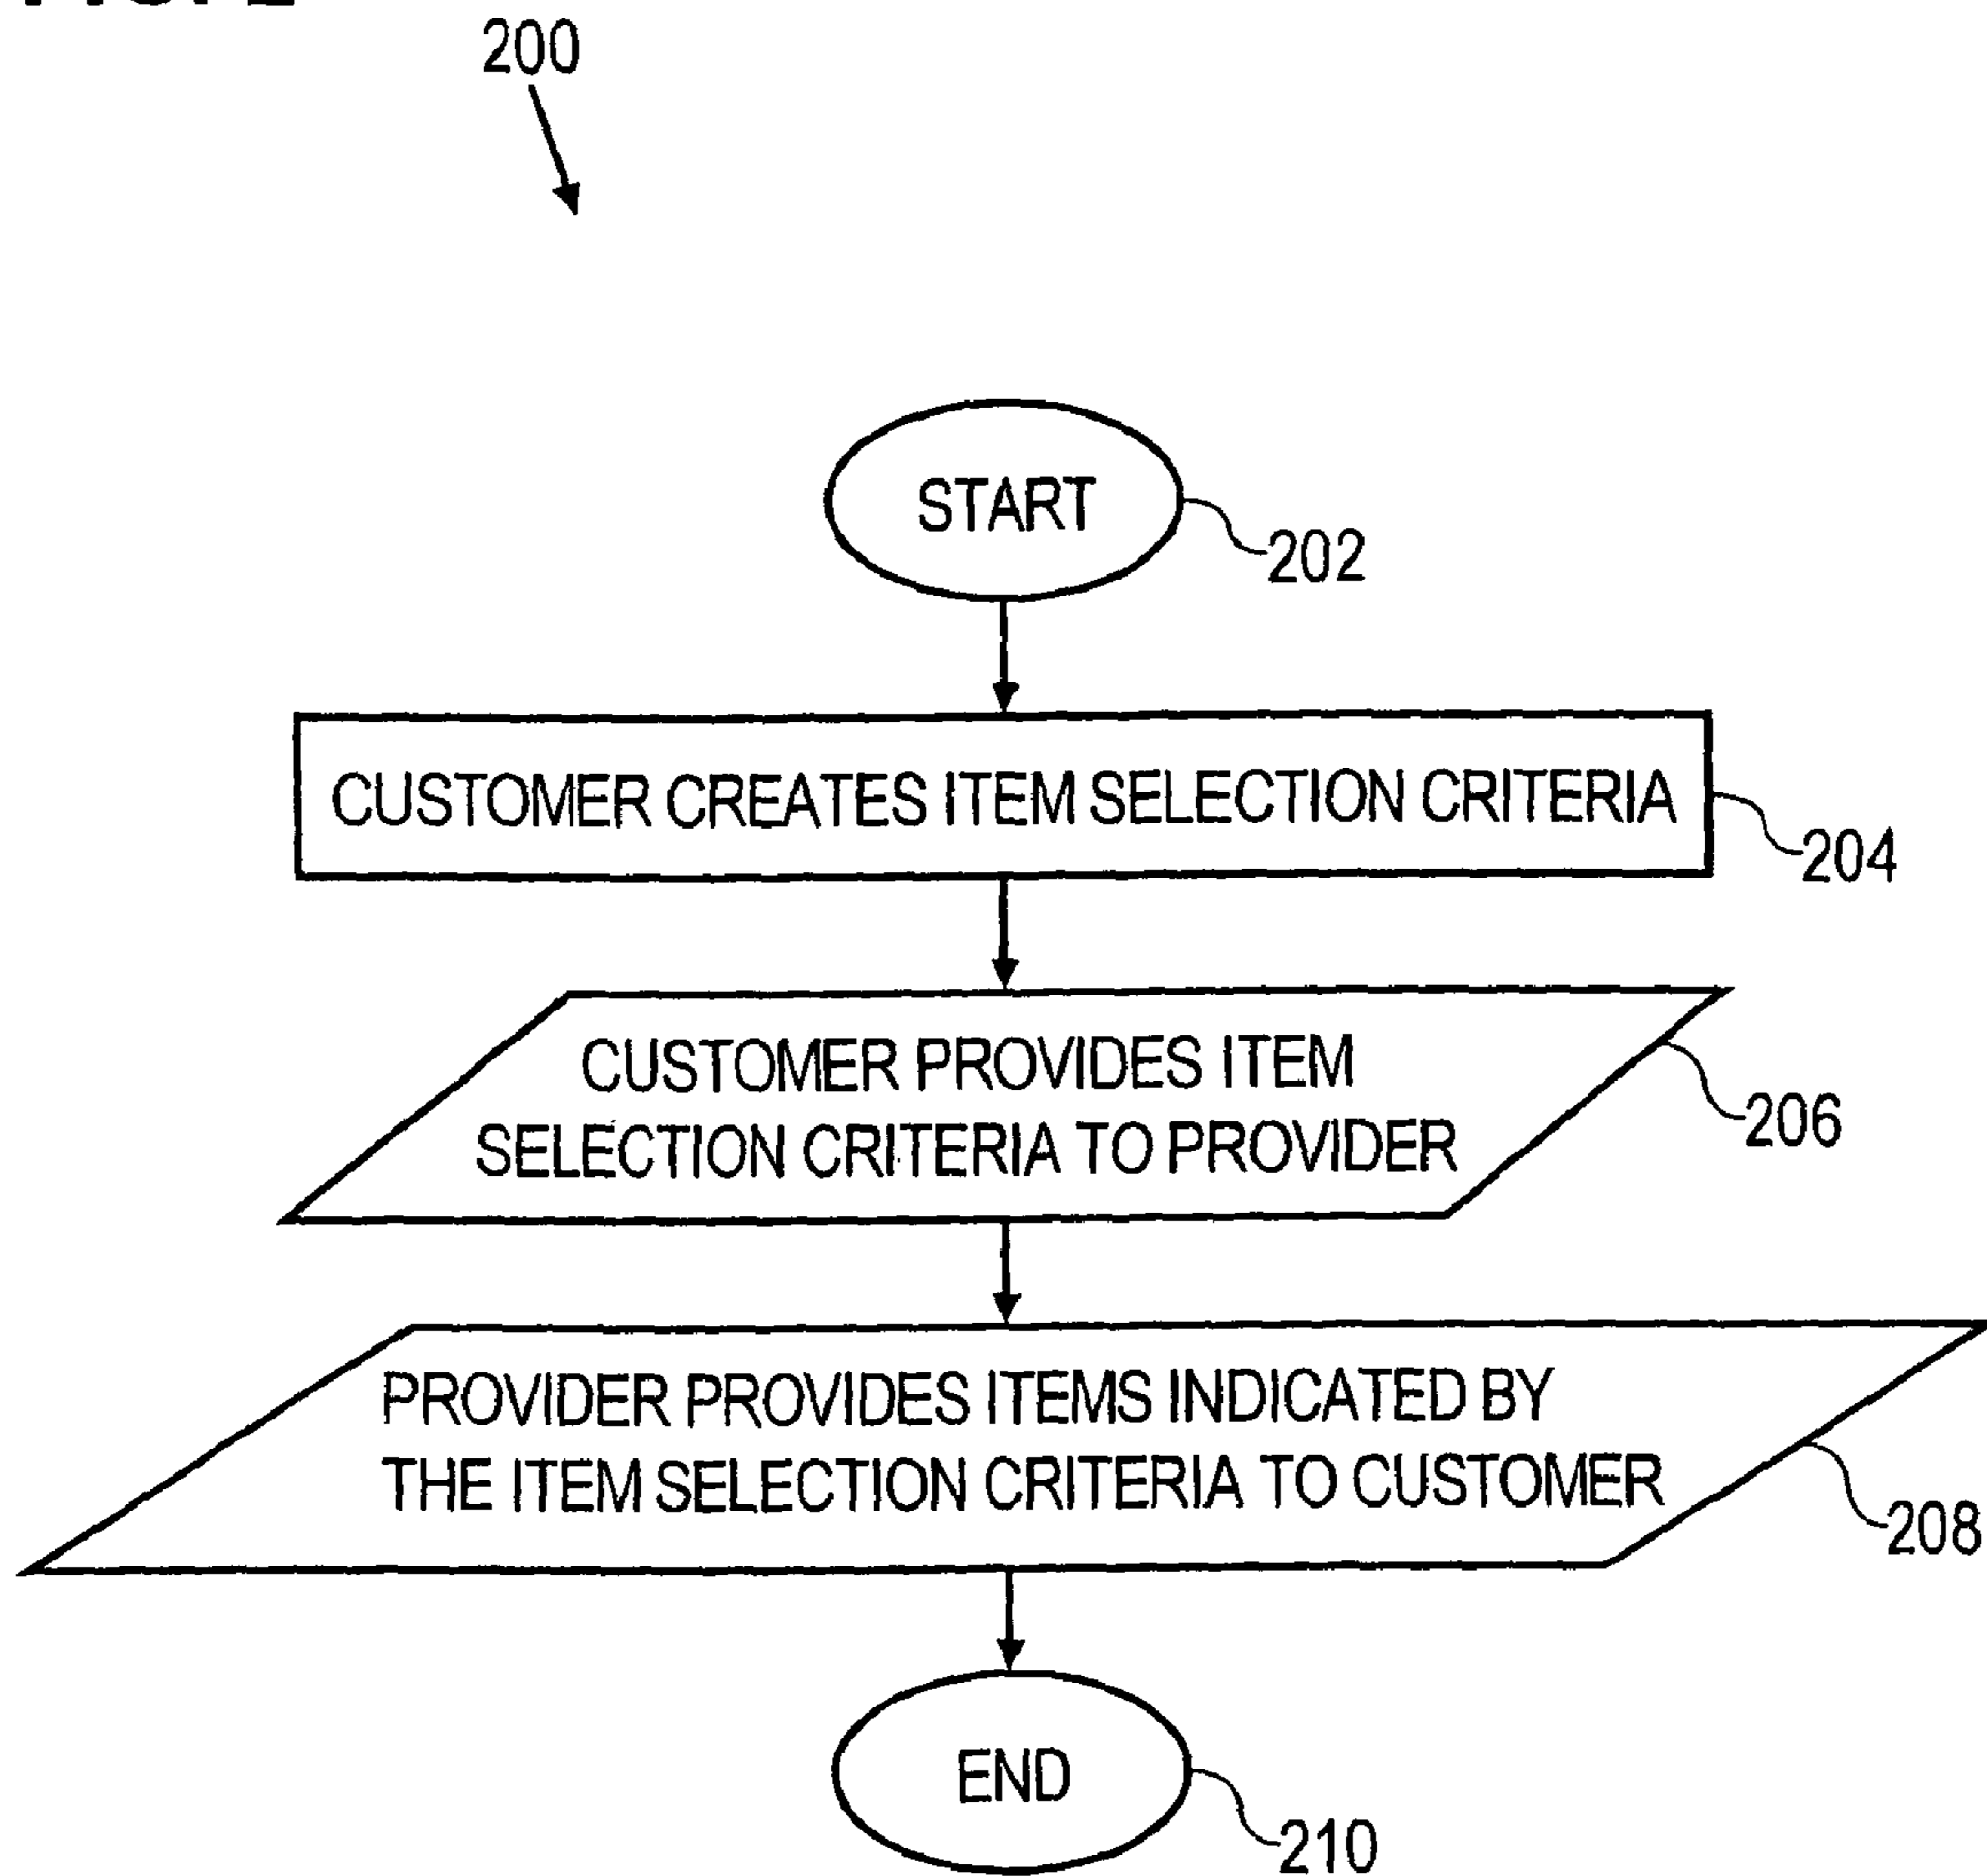 200
START
202
CUSTOMER CREATES ITEM SELECTION CRITERIA
204
CUSTOMER PROVIDES ITEM
SELECTION CRITERIA TO PROVIDER
206
PROVIDER PROVIDES ITEMS INDICATED BY
THE ITEM SELECTION CRITERIA TO CUSTOMER
208
END
210